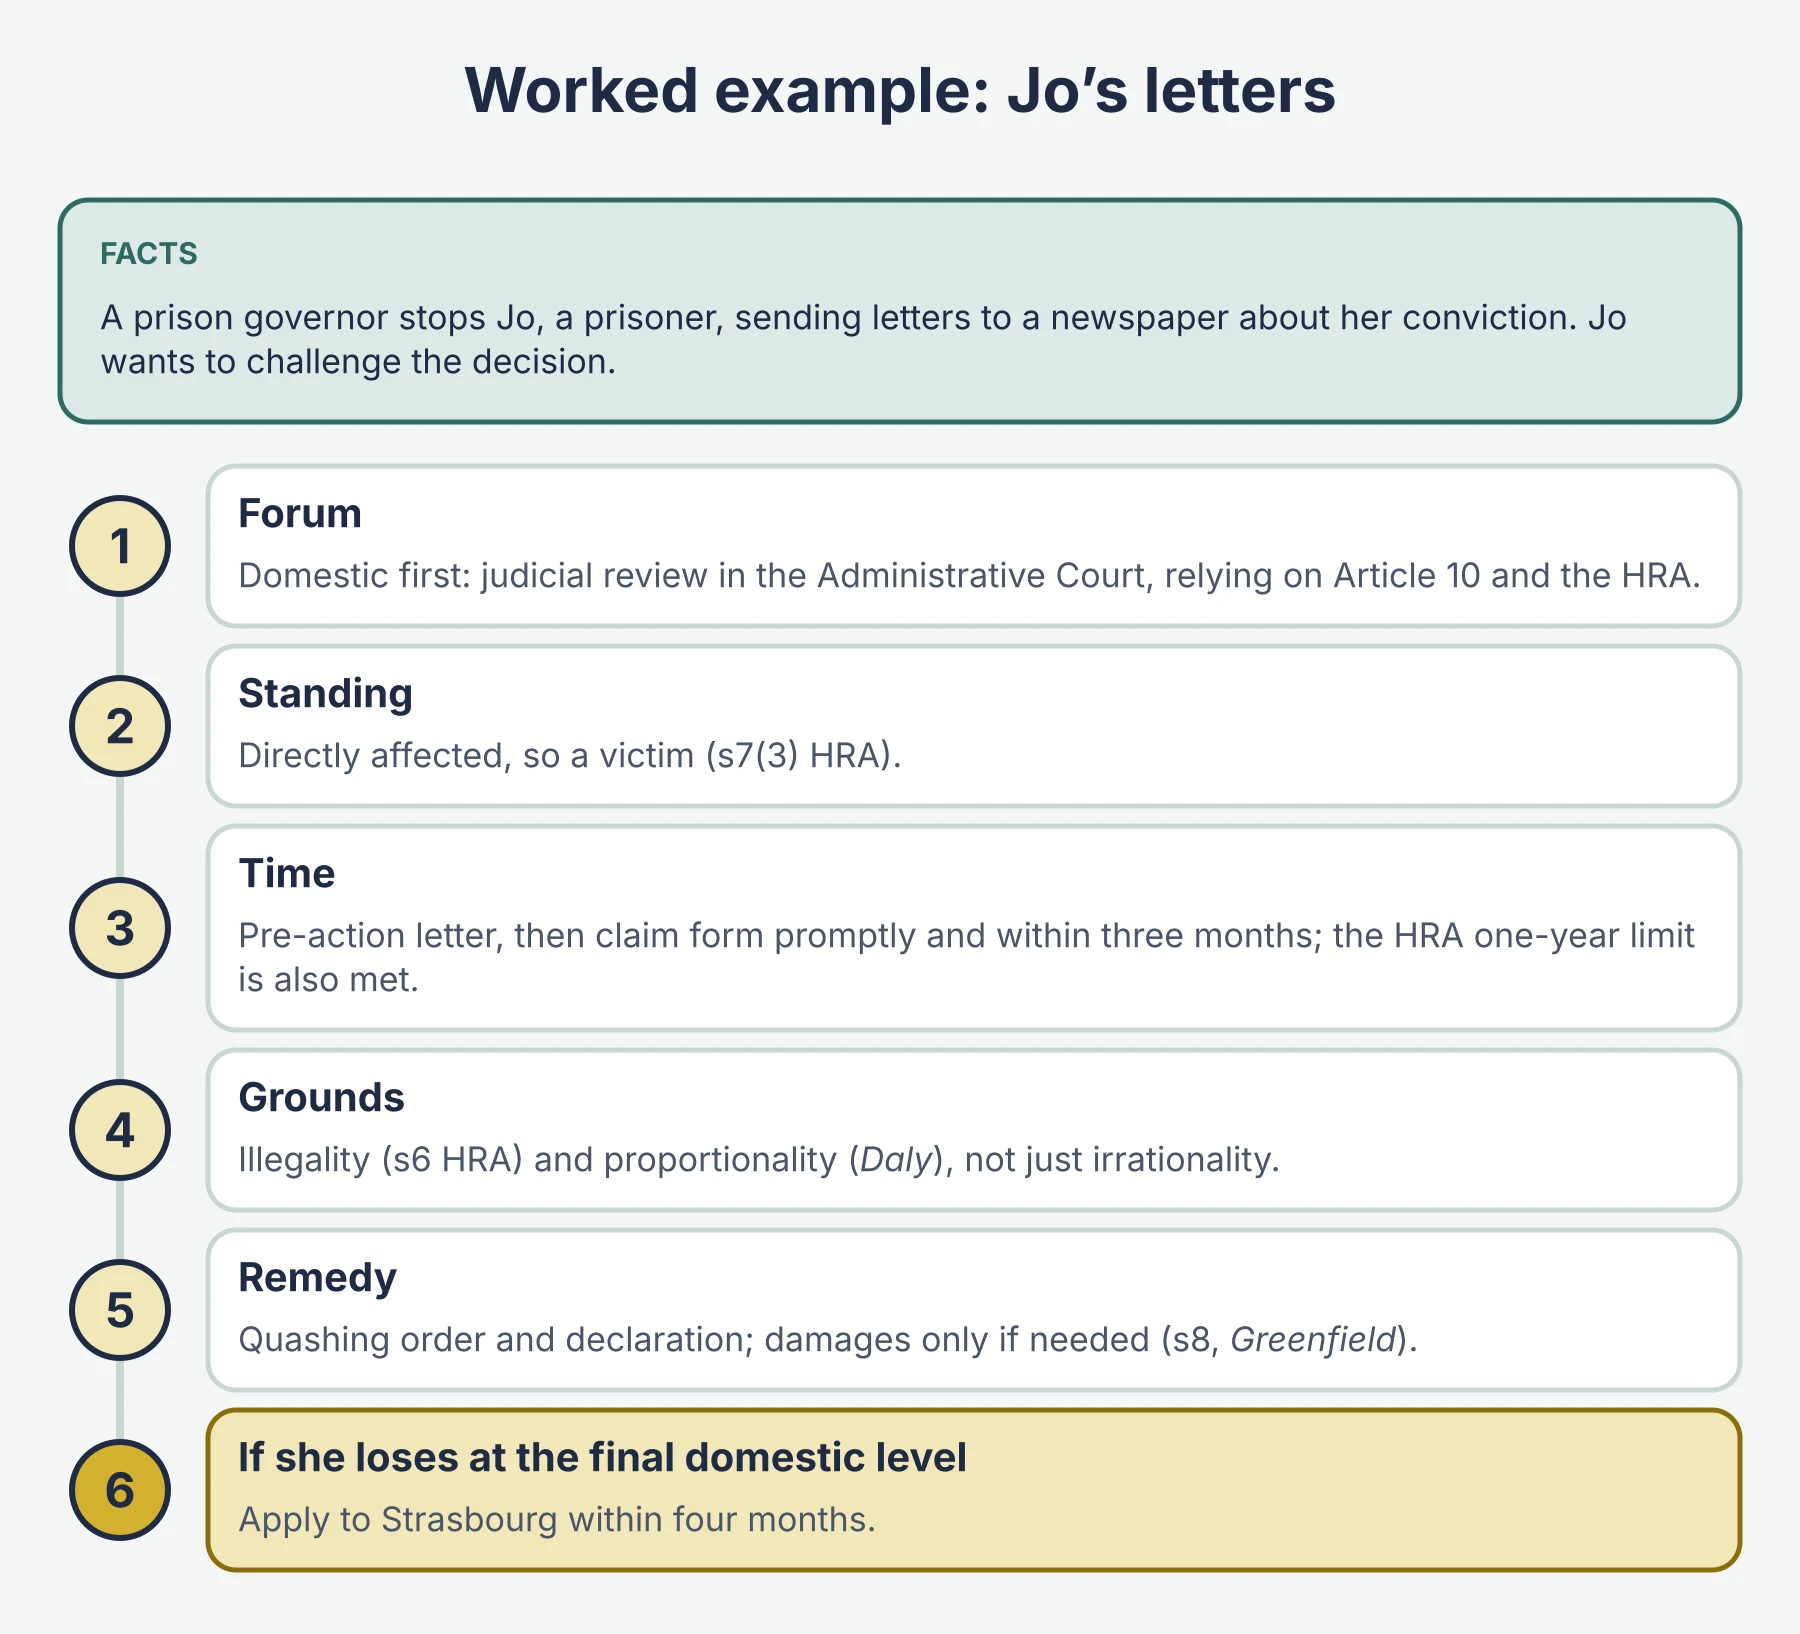 Worked example: Jo’s letters
FACTS
A prison governor stops Jo, a prisoner, sending letters to a newspaper about her conviction. Jo
wants to challenge the decision.
1
Forum
Domestic first: judicial review in the Administrative Court, relying on Article 10 and the HRA.
2
Standing
Directly affected, so a victim (s7(3) HRA).
3
Time
Pre-action letter, then claim form promptly and within three months; the HRA one-year limit
is also met.
4
Grounds
Illegality (s6 HRA) and proportionality (Daly), not just irrationality.
5
Remedy
Quashing order and declaration; damages only if needed (s8, Greenfield).
6
If she loses at the final domestic level
Apply to Strasbourg within four months.